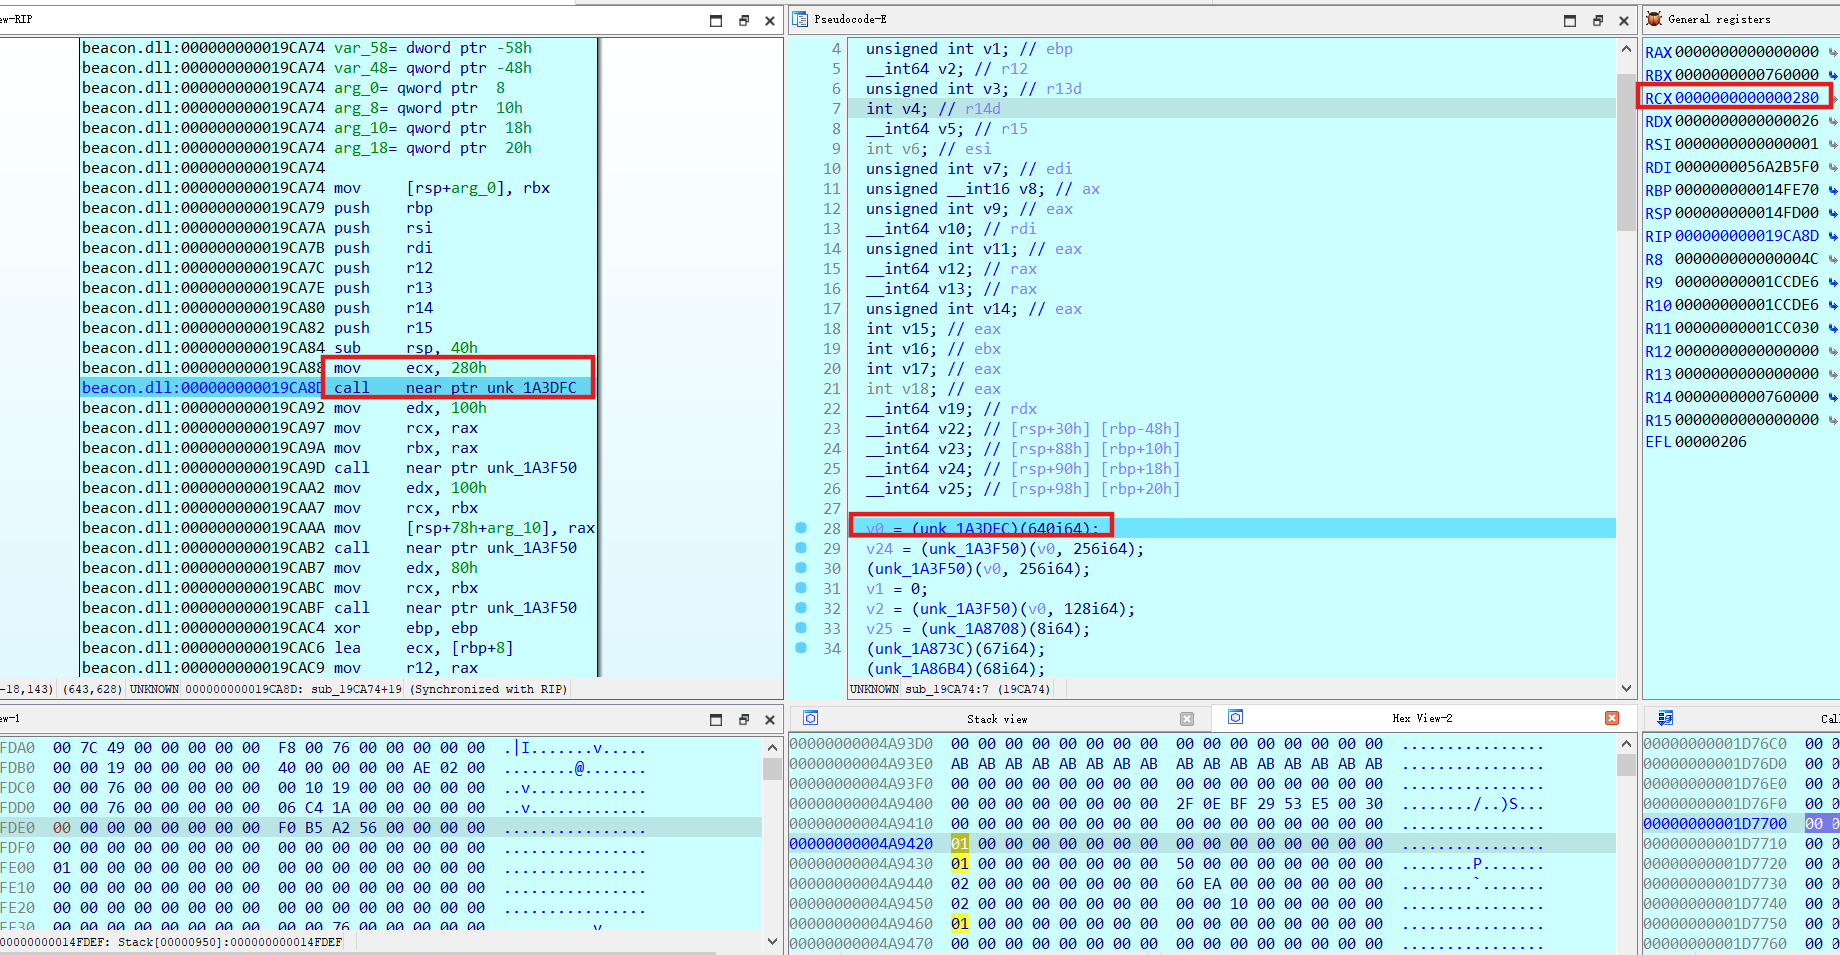 ew-RIP
beacon.dll:000000000019CA74 var_58= dword ptr -58h
beacon.dll:000000000019CA74 var_48= qword ptr -48h
beacon.dll:000000000019CA74 arg_0= qword ptr  8
beacon.dll:000000000019CA74 arg_8= qword ptr  10h
beacon.dll:000000000019CA74 arg_10= qword ptr  18h
beacon.dll:000000000019CA74 arg_18= qword ptr  20h
beacon.dll:000000000019CA74
beacon.dll:000000000019CA74 mov     [rsp+arg_0], rbx
beacon.dll:000000000019CA79 push    rbp
beacon.dll:000000000019CA7A push    rsi
beacon.dll:000000000019CA7B push    rdi
beacon.dll:000000000019CA7C push    r12
beacon.dll:000000000019CA7E push    r13
beacon.dll:000000000019CA80 push    r14
beacon.dll:000000000019CA82 push    r15
beacon.dll:000000000019CA84 sub     rsp, 40h
beacon.dll:000000000019CA88 mov     ecx, 280h
beacon.dll:000000000019CA8D call    near ptr unk_1A3DFC
beacon.dll:000000000019CA92 mov     edx, 100h
beacon.dll:000000000019CA97 mov     rcx, rax
beacon.dll:000000000019CA9A mov     rbx, rax
beacon.dll:000000000019CA9D call    near ptr unk_1A3F50
beacon.dll:000000000019CAA2 mov     edx, 100h
beacon.dll:000000000019CAA7 mov     rcx, rbx
beacon.dll:000000000019CAAA mov     [rsp+78h+arg_10], rax
beacon.dll:000000000019CAB2 call    near ptr unk_1A3F50
beacon.dll:000000000019CAB7 mov     edx, 80h
beacon.dll:000000000019CABC mov     rcx, rbx
beacon.dll:000000000019CABF call    near ptr unk_1A3F50
beacon.dll:000000000019CAC4 xor     ebp, ebp
beacon.dll:000000000019CAC6 lea     ecx, [rbp+8]
beacon.dll:000000000019CAC9 mov     r12, rax
-18,143) (643,628) UNKNOWN 000000000019CA8D: sub_19CA74+19 (Synchronized with RIP)
Pseudocode-E
4 unsigned int v1; // ebp
5 __int64 v2; // r12
6 unsigned int v3; // r13d
7 int v4; // r14d
8 __int64 v5; // r15
9 int v6; // esi
10 unsigned int v7; // edi
11 unsigned __int16 v8; // ax
12 unsigned int v9; // eax
13 __int64 v10; // rdi
14 unsigned int v11; // eax
15 __int64 v12; // rax
16 __int64 v13; // rax
17 unsigned int v14; // eax
18 int v15; // eax
19 int v16; // ebx
20 int v17; // eax
21 int v18; // eax
22 __int64 v19; // rdx
23 __int64 v22; // [rsp+30h] [rbp-48h]
24 __int64 v23; // [rsp+88h] [rbp+10h]
25 __int64 v24; // [rsp+90h] [rbp+18h]
26 __int64 v25; // [rsp+98h] [rbp+20h]
27
28 v0 = (unk_1A3DFC)(640i64);
29 v24 = (unk_1A3F50)(v0, 256i64);
30 (unk_1A3F50)(v0, 256i64);
31 v1 = 0;
32 v2 = (unk_1A3F50)(v0, 128i64);
33 v25 = (unk_1A8708)(8i64);
34 (unk_1A873C)(67i64);
(unk_1A86B4)(68i64);
UNKNOWN sub_19CA74:7 (19CA74)
General registers
RAX 0000000000000000
RBX 0000000000760000
RCX 0000000000000280
RDX 0000000000000026
RSI 0000000000000001
RDI 0000000056A2B5F0
RBP 000000000014FE70
RSP 000000000014FD00
RIP 000000000019CA8D
R8 000000000000004C
R9 00000000001CCDE6
R10 00000000001CCDE6
R11 00000000001CC030
R12 0000000000000000
R13 0000000000000000
R14 0000000000760000
R15 0000000000000000
EFL 00000206
ew-1
FDA0 00 7C 49 00 00 00 00 00 F8 00 76 00 00 00 00 00 .|I.......v.....
FDB0 00 00 19 00 00 00 00 00 40 00 00 00 00 AE 02 00 ........@.......
FDC0 00 00 76 00 00 00 00 00 00 10 19 00 00 00 00 00 ..v.............
FDD0 00 00 76 00 00 00 00 00 06 C4 1A 00 00 00 00 00 ..v.............
FDE0 00 00 00 00 00 00 00 00 F0 B5 A2 56 00 00 00 00 ................
FDF0 00 00 00 00 00 00 00 00 00 00 00 00 00 00 00 00 ................
FE00 01 00 00 00 00 00 00 00 00 00 00 00 00 00 00 00 ................
FE10 00 00 00 00 00 00 00 00 00 00 00 00 00 00 00 00 ................
FE20 00 00 00 00 00 00 00 00 00 00 00 00 00 00 00 00 ................
FE30 00 00 00 00 00 00 00 00 00 00 76 00 00 00 00 00 ..........v.....
00000000014FDEF: Stack[00000950]:000000000014FDEF
Stack view
Hex View-2
00000000004A93D0 00 00 00 00 00 00 00 00 00 00 00 00 00 00 00 00 ................
00000000004A93E0 AB AB AB AB AB AB AB AB AB AB AB AB AB AB AB AB ................
00000000004A93F0 00 00 00 00 00 00 00 00 00 00 00 00 00 00 00 00 ................
00000000004A9400 00 00 00 00 00 00 00 00 2F 0E BF 29 53 E5 00 30 ......../..)S...
00000000004A9410 00 00 00 00 00 00 00 00 00 00 00 00 00 00 00 00 ................
00000000004A9420 01 00 00 00 00 00 00 00 00 00 00 00 00 00 00 00 ................
00000000004A9430 01 00 00 00 00 00 00 00 50 00 00 00 00 00 00 00 ........P.......
00000000004A9440 02 00 00 00 00 00 00 00 60 EA 00 00 00 00 00 00 ........`.......
00000000004A9450 02 00 00 00 00 00 00 00 00 00 10 00 00 00 00 00 ................
00000000004A9460 01 00 00 00 00 00 00 00 00 00 00 00 00 00 00 00 ................
00000000004A9470 00 00 00 00 00 00 00 00 00 00 00 00 00 00 00 00 ................
Cal
00000000001D76C0 00 0
00000000001D76D0 00 0
00000000001D76E0 00 0
00000000001D76F0 00 0
00000000001D7700 00 0
00000000001D7710 00 0
00000000001D7720 00 0
00000000001D7730 00 0
00000000001D7740 00 0
00000000001D7750 00 0
00000000001D7760 00 0